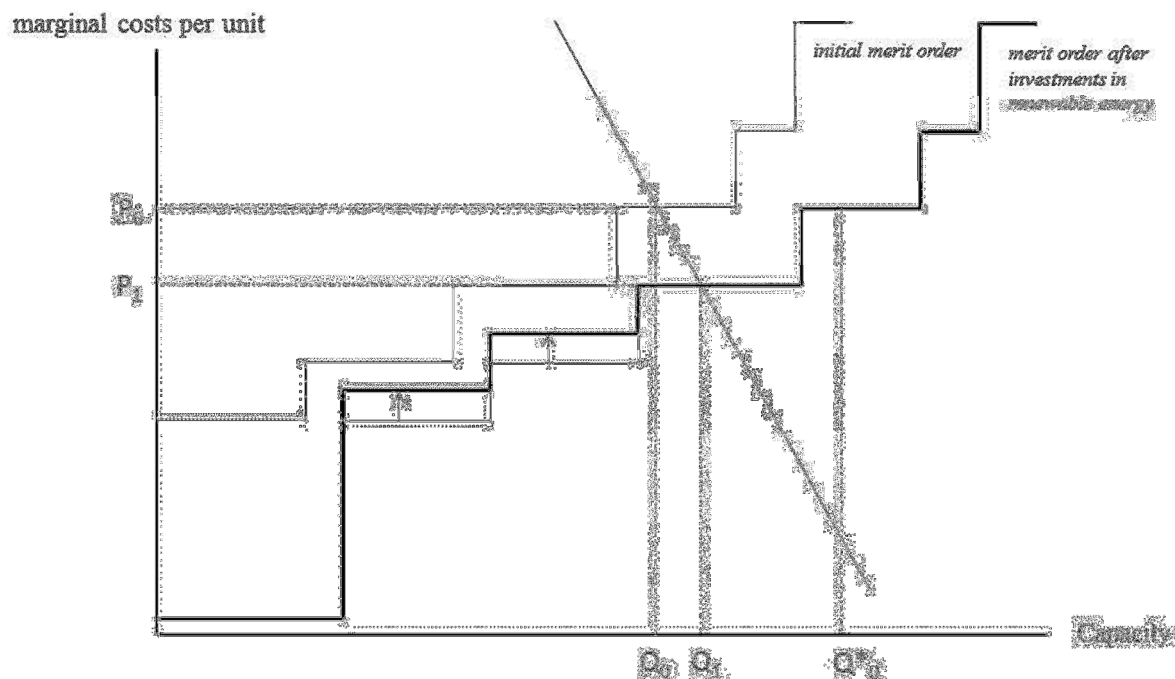 marginal costs per unit
initial merit order
merit order after
investments in
renewable energy
P₀
P₁
Capacity
Q₀
Q₁
Q*₀